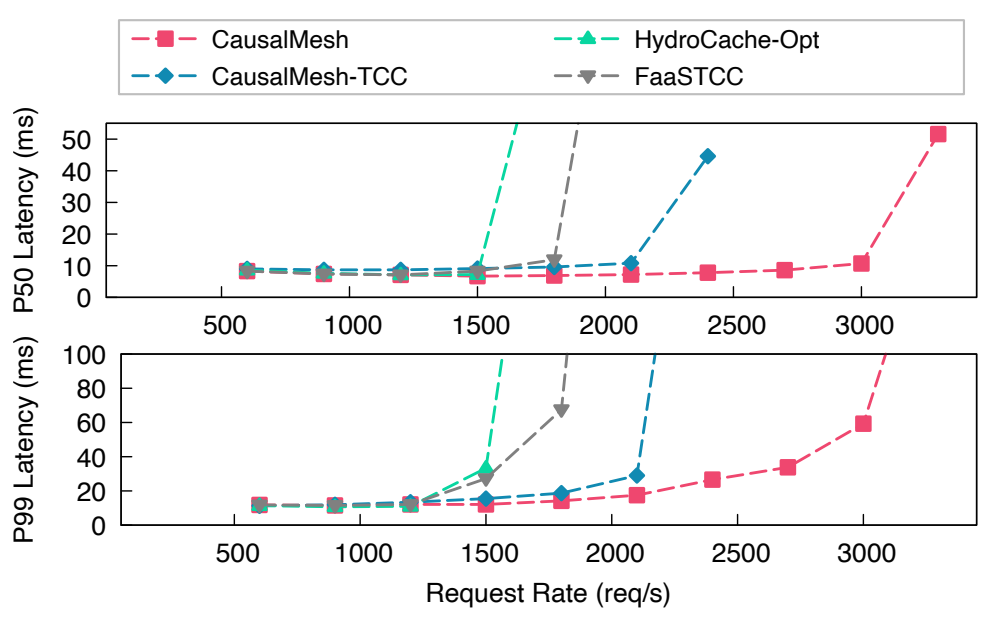 CausalMesh HydroCache-Opt
CausalMesh-TCC FaaSTCC
P50 Latency (ms)
50
40
30
20
10
0
500 1000 1500 2000 2500 3000
P99 Latency (ms)
100
80
60
40
20
0
500 1000 1500 2000 2500 3000
Request Rate (req/s)